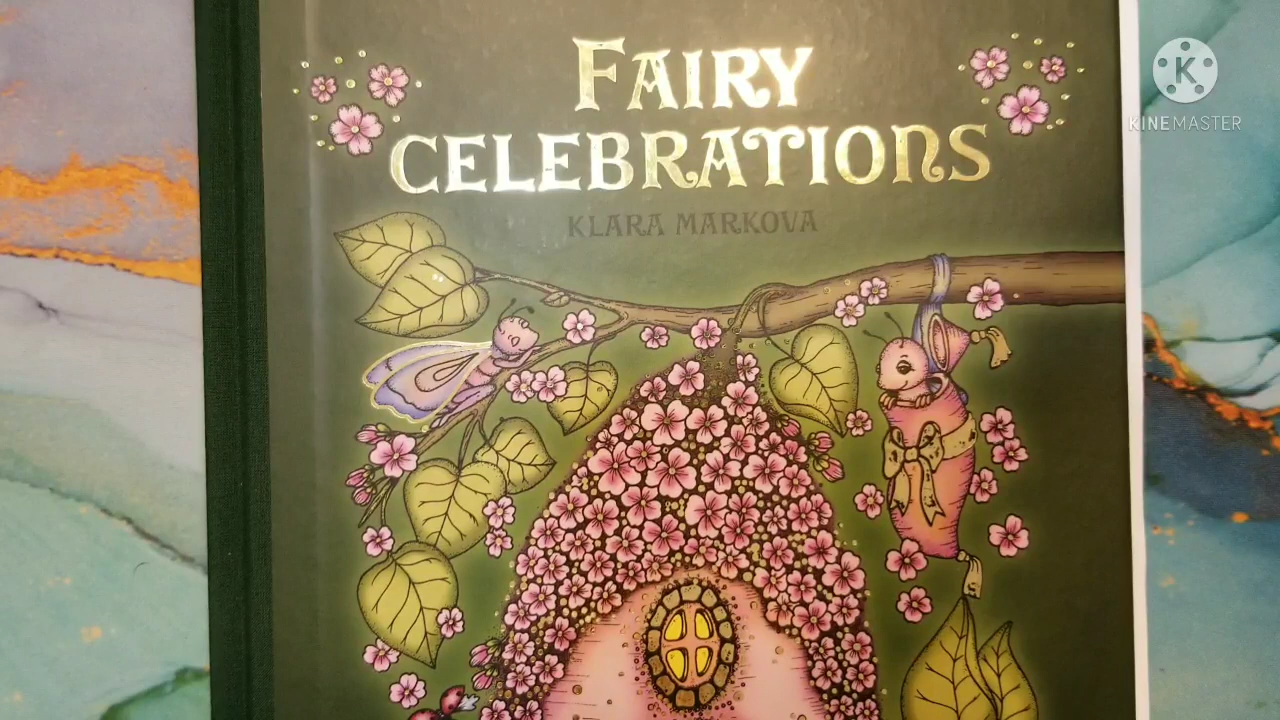 FAIRY
CELEBRATIONS
KLARA MARKOVA
K
KINEMASTER